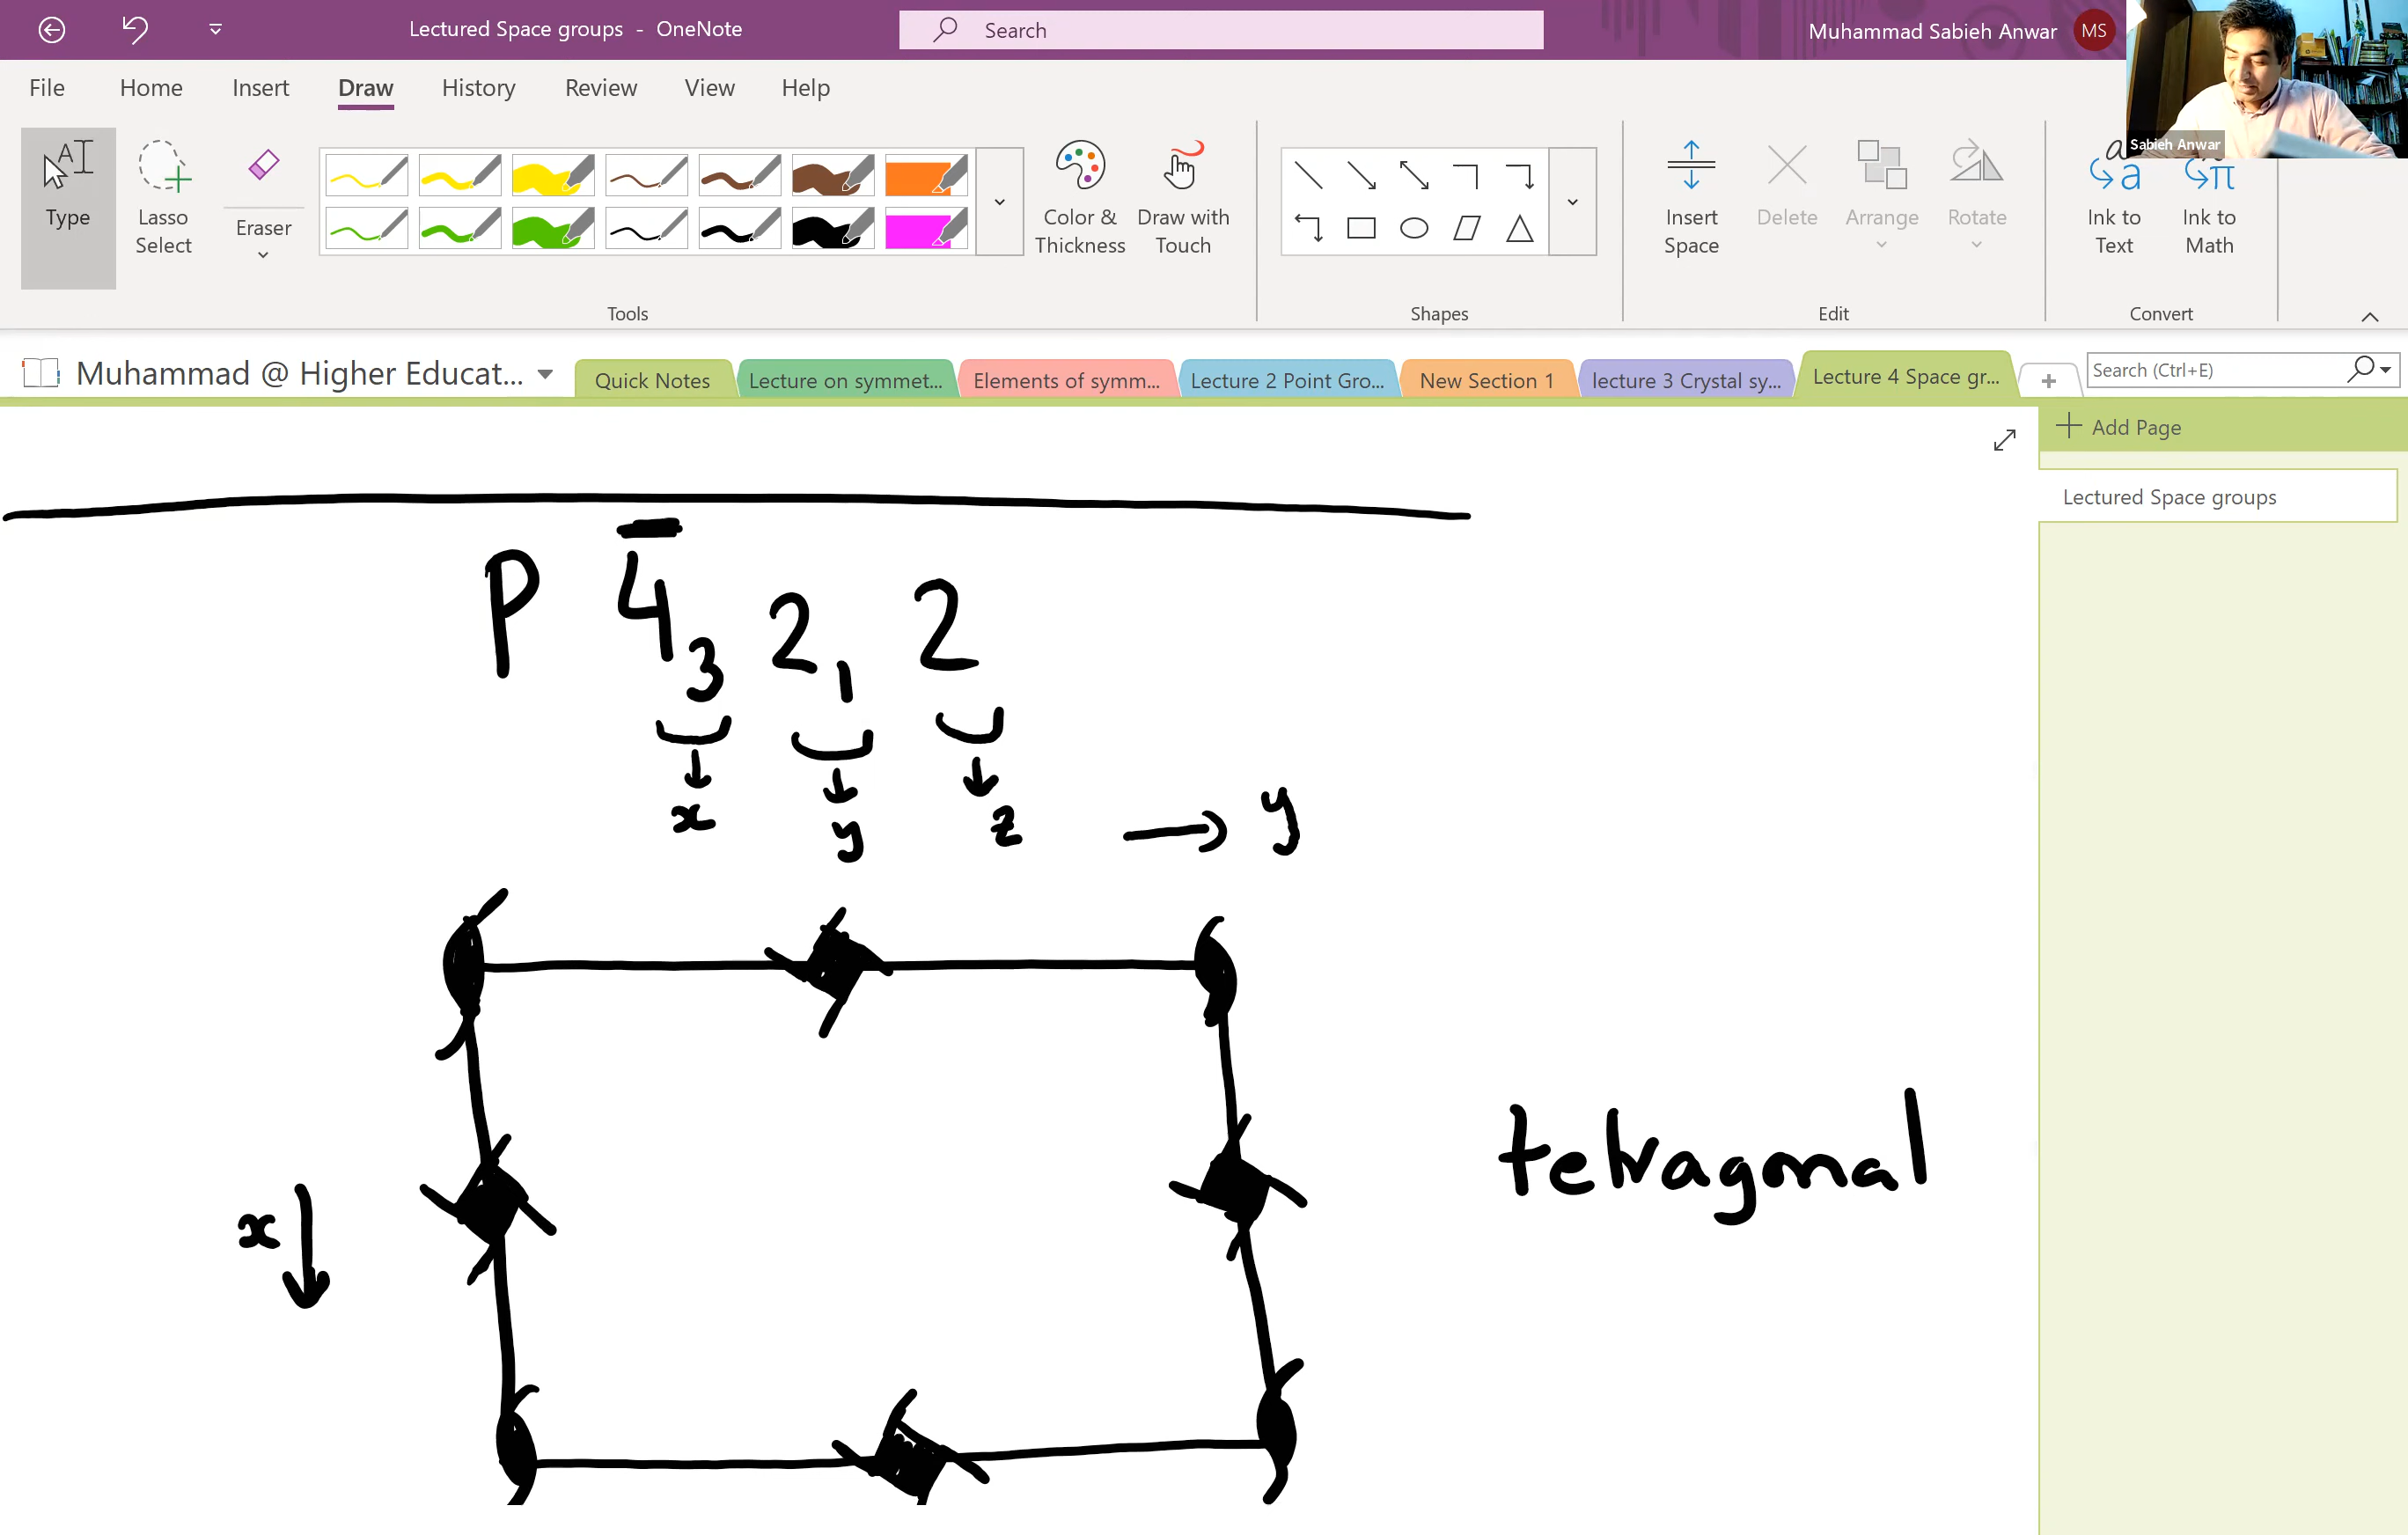 Lectured Space groups - OneNote
Search
Muhammad Sabieh Anwar MS
File Home Insert Draw History Review View Help
Sabieh Anwar
Type
Lasso Select
Eraser
Color & Thickness
Draw with Touch
Insert Space
Delete
Arrange
Rotate
Ink to Text
Ink to Math
Tools Shapes Edit Convert
Muhammad @ Higher Educat...
Quick Notes
Lecture on symmet...
Elements of symm...
Lecture 2 Point Gro...
New Section 1
lecture 3 Crystal sy...
Lecture 4 Space gr...
Search (Ctrl+E)
Add Page
Lectured Space groups
P 4̅₃ 2₁ 2
x y z → y
x ↓
tetragonal